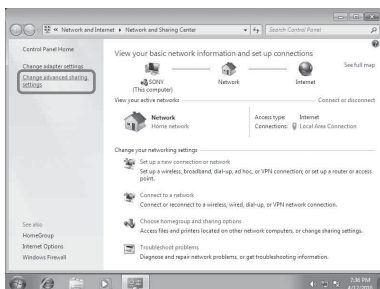 « Network and Internet ▸ Network and Sharing Center
Search Control Panel
Control Panel Home
Change adapter settings
Change advanced sharing settings
See also
HomeGroup
Internet Options
Windows Firewall
View your basic network information and set up connections
See full map
SONY
(This computer)
Network
Internet
View your active networks
Connect or disconnect
Network
Home network
Access type: Internet
Connections: Local Area Connection
Change your networking settings
Set up a new connection or network
Set up a wireless, broadband, dial-up, ad hoc, or VPN connection; or set up a router or access
point.
Connect to a network
Connect or reconnect to a wireless, wired, dial-up, or VPN network connection.
Choose homegroup and sharing options
Access files and printers located on other network computers, or change sharing settings.
Troubleshoot problems
Diagnose and repair network problems, or get troubleshooting information.
7:36 PM
4/12/2010